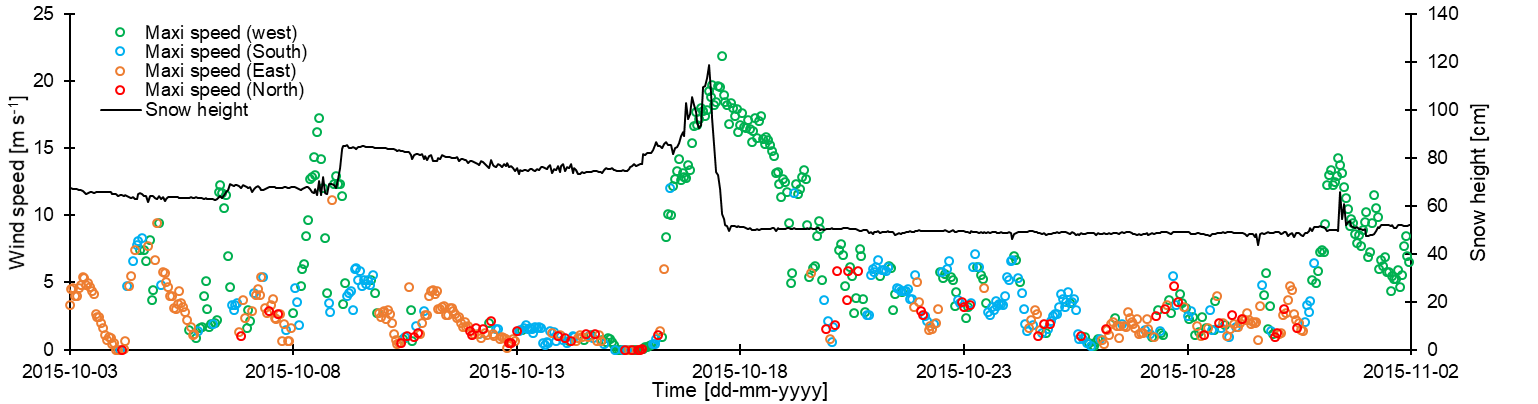 25
20
15
10
5
0
Wind speed [m s⁻¹]
Maxi speed (west)
Maxi speed (South)
Maxi speed (East)
Maxi speed (North)
Snow height
140
120
100
80
60
40
20
0
Snow height [cm]
2015-10-03 2015-10-08 2015-10-13 2015-10-18 2015-10-23 2015-10-28 2015-11-02
Time [dd-mm-yyyy]